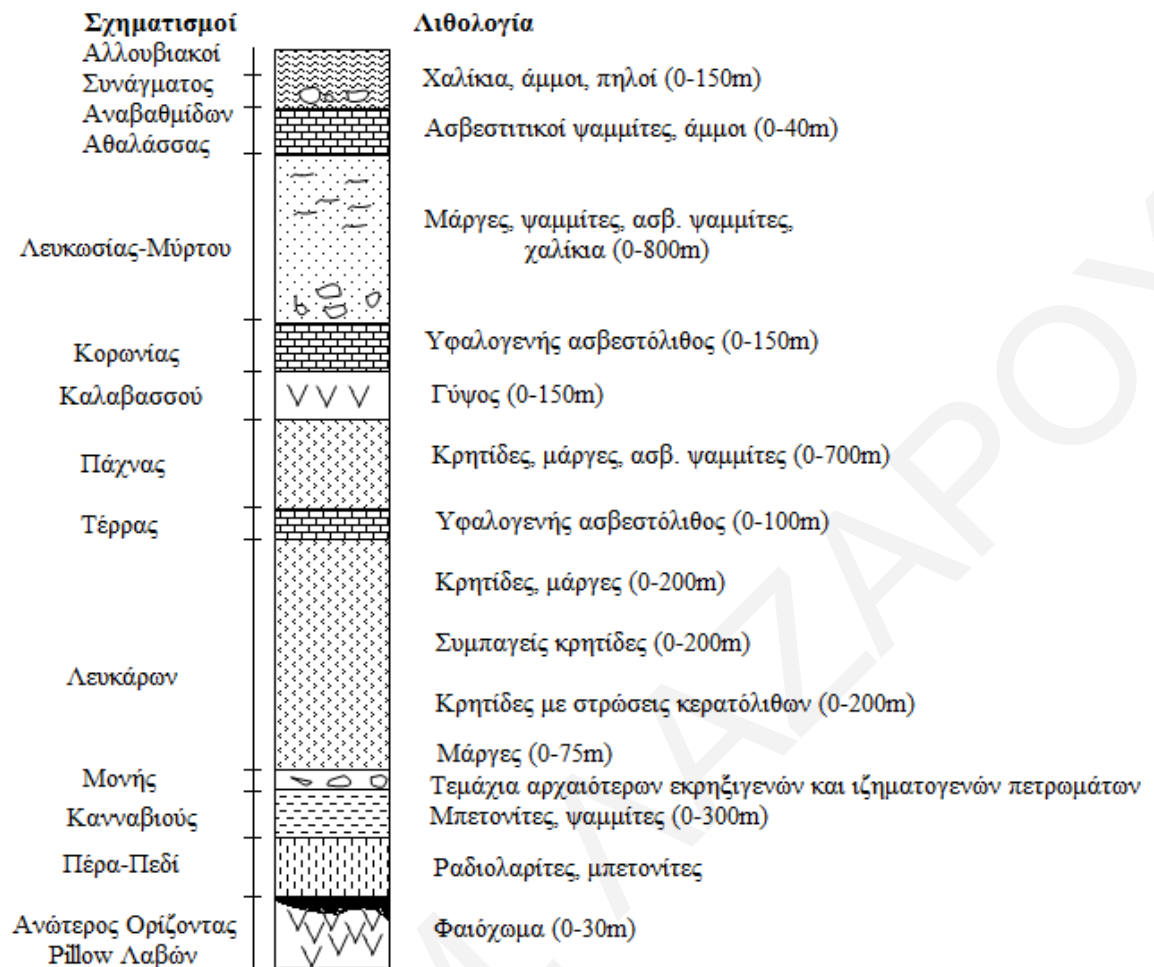 Σχηματισμοί Λιθολογία
Αλλουβιακοί
Συνάγματος Χαλίκια, άμμοι, πηλοί (0-150m)
Αναβαθμίδων
Αθαλάσσας Ασβεστιτικοί ψαμμίτες, άμμοι (0-40m)
Λευκωσίας-Μύρτου Μάργες, ψαμμίτες, ασβ. ψαμμίτες,
χαλίκια (0-800m)
Κορωνίας Υφαλογενής ασβεστόλιθος (0-150m)
Καλαβασσού Γύψος (0-150m)
Πάχνας Κρητίδες, μάργες, ασβ. ψαμμίτες (0-700m)
Τέρρας Υφαλογενής ασβεστόλιθος (0-100m)
Κρητίδες, μάργες (0-200m)
Συμπαγείς κρητίδες (0-200m)
Λευκάρων
Κρητίδες με στρώσεις κερατόλιθων (0-200m)
Μάργες (0-75m)
Μονής Τεμάχια αρχαιότερων εκρηξιγενών και ιζηματογενών πετρωμάτων
Κανναβιούς Μπετονίτες, ψαμμίτες (0-300m)
Πέρα-Πεδί Ραδιολαρίτες, μπετονίτες
Ανώτερος Ορίζοντας Φαιόχωμα (0-30m)
Pillow Λαβών